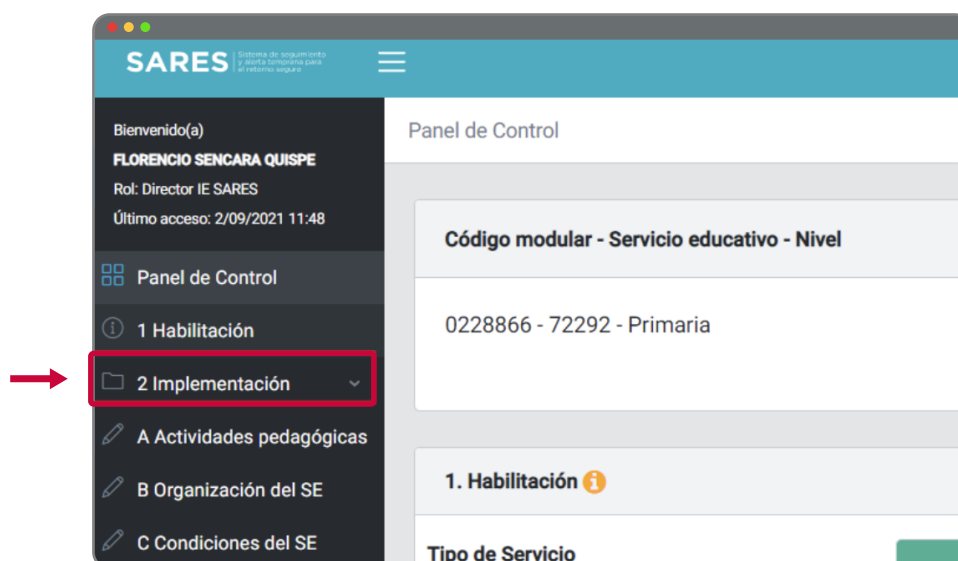 SARES
Sistema de seguimiento
y alerta temprana para
el retorno seguro
Bienvenido(a)
FLORENCIO SENCARA QUISPE
Rol: Director IE SARES
Último acceso: 2/09/2021 11:48
Panel de Control
1 Habilitación
2 Implementación
A Actividades pedagógicas
B Organización del SE
C Condiciones del SE
Panel de Control
Código modular - Servicio educativo - Nivel
0228866 - 72292 - Primaria
1. Habilitación
Tipo de Servicio